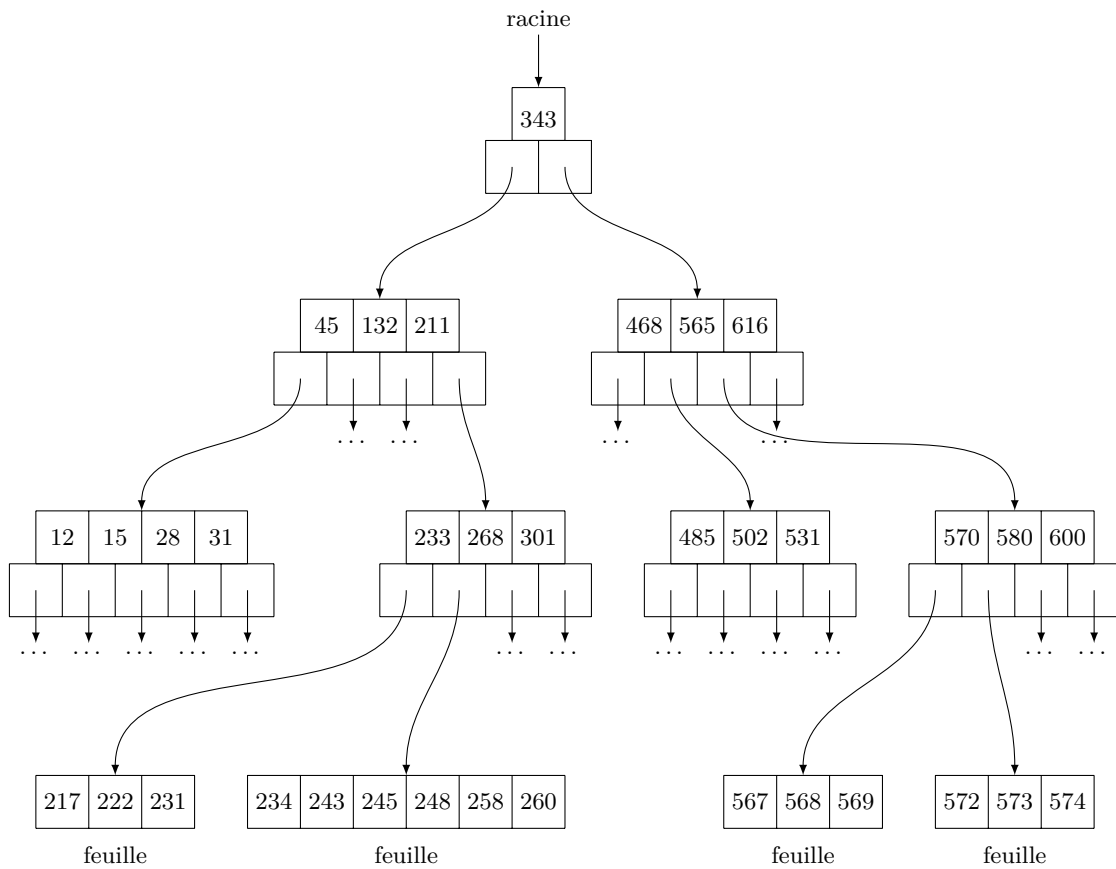 racine
343
45 132 211 468 565 616
... ... ... ...
12 15 28 31 233 268 301 485 502 531 570 580 600
... ... ... ... ... ... ... ... ... ... ... ... ...
217 222 231 234 243 245 248 258 260 567 568 569 572 573 574
feuille feuille feuille feuille